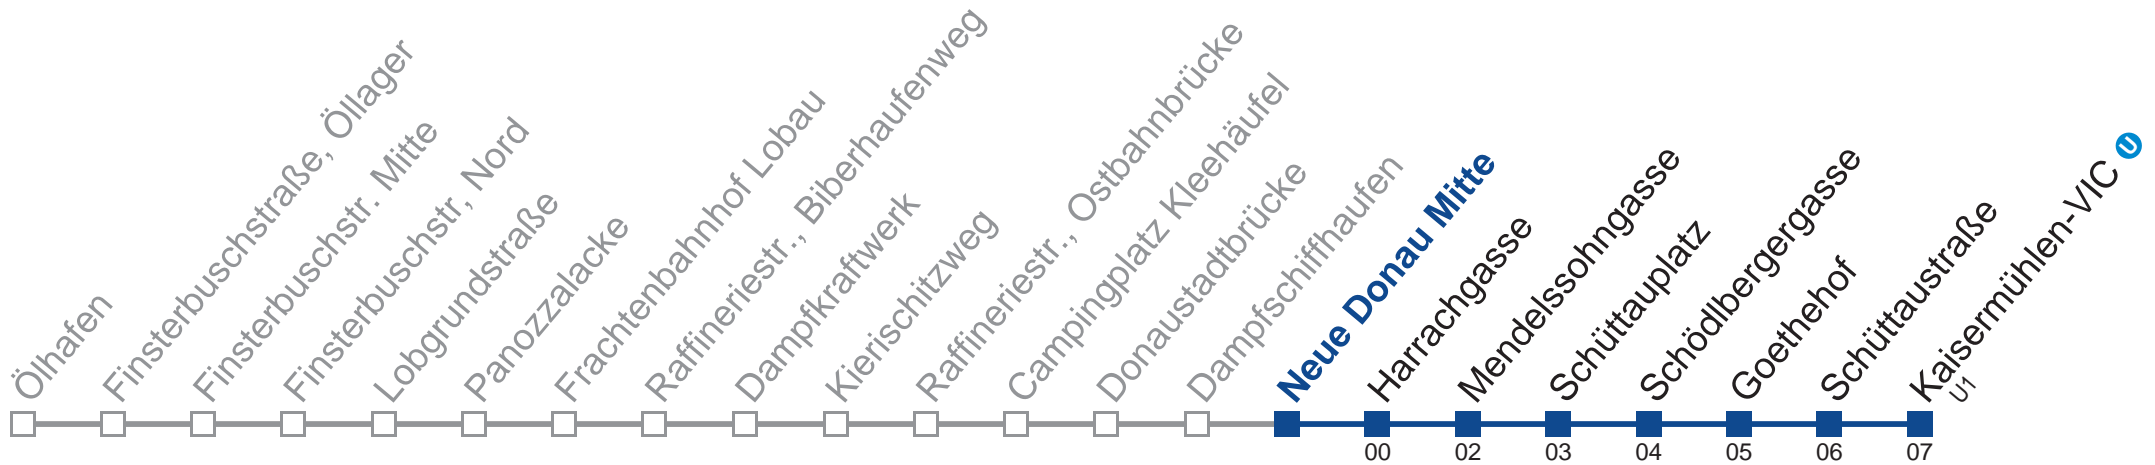 Ölhafen
Finsterbuschstraße, Öllager
Finsterbuschstr. Mitte
Finsterbuschstr, Nord
Lobgrundstraße
Panozzalacke
Frachtenbahnhof Lobau
Raffineriestr., Biberhaufenweg
Dampfkraftwerk
Kierischitzweg
Raffineriestr., Ostbahnbrücke
Campingplatz Kleehäufel
Donaustadtbrücke
Dampfschiffhaufen
Neue Donau Mitte
Harrachgasse
Mendelssohngasse
Schüttauplatz
Schödlbergergasse
Goethehof
Schüttaustraße
Kaisermühlen-VIC U
U1
00 02 03 04 05 06 07